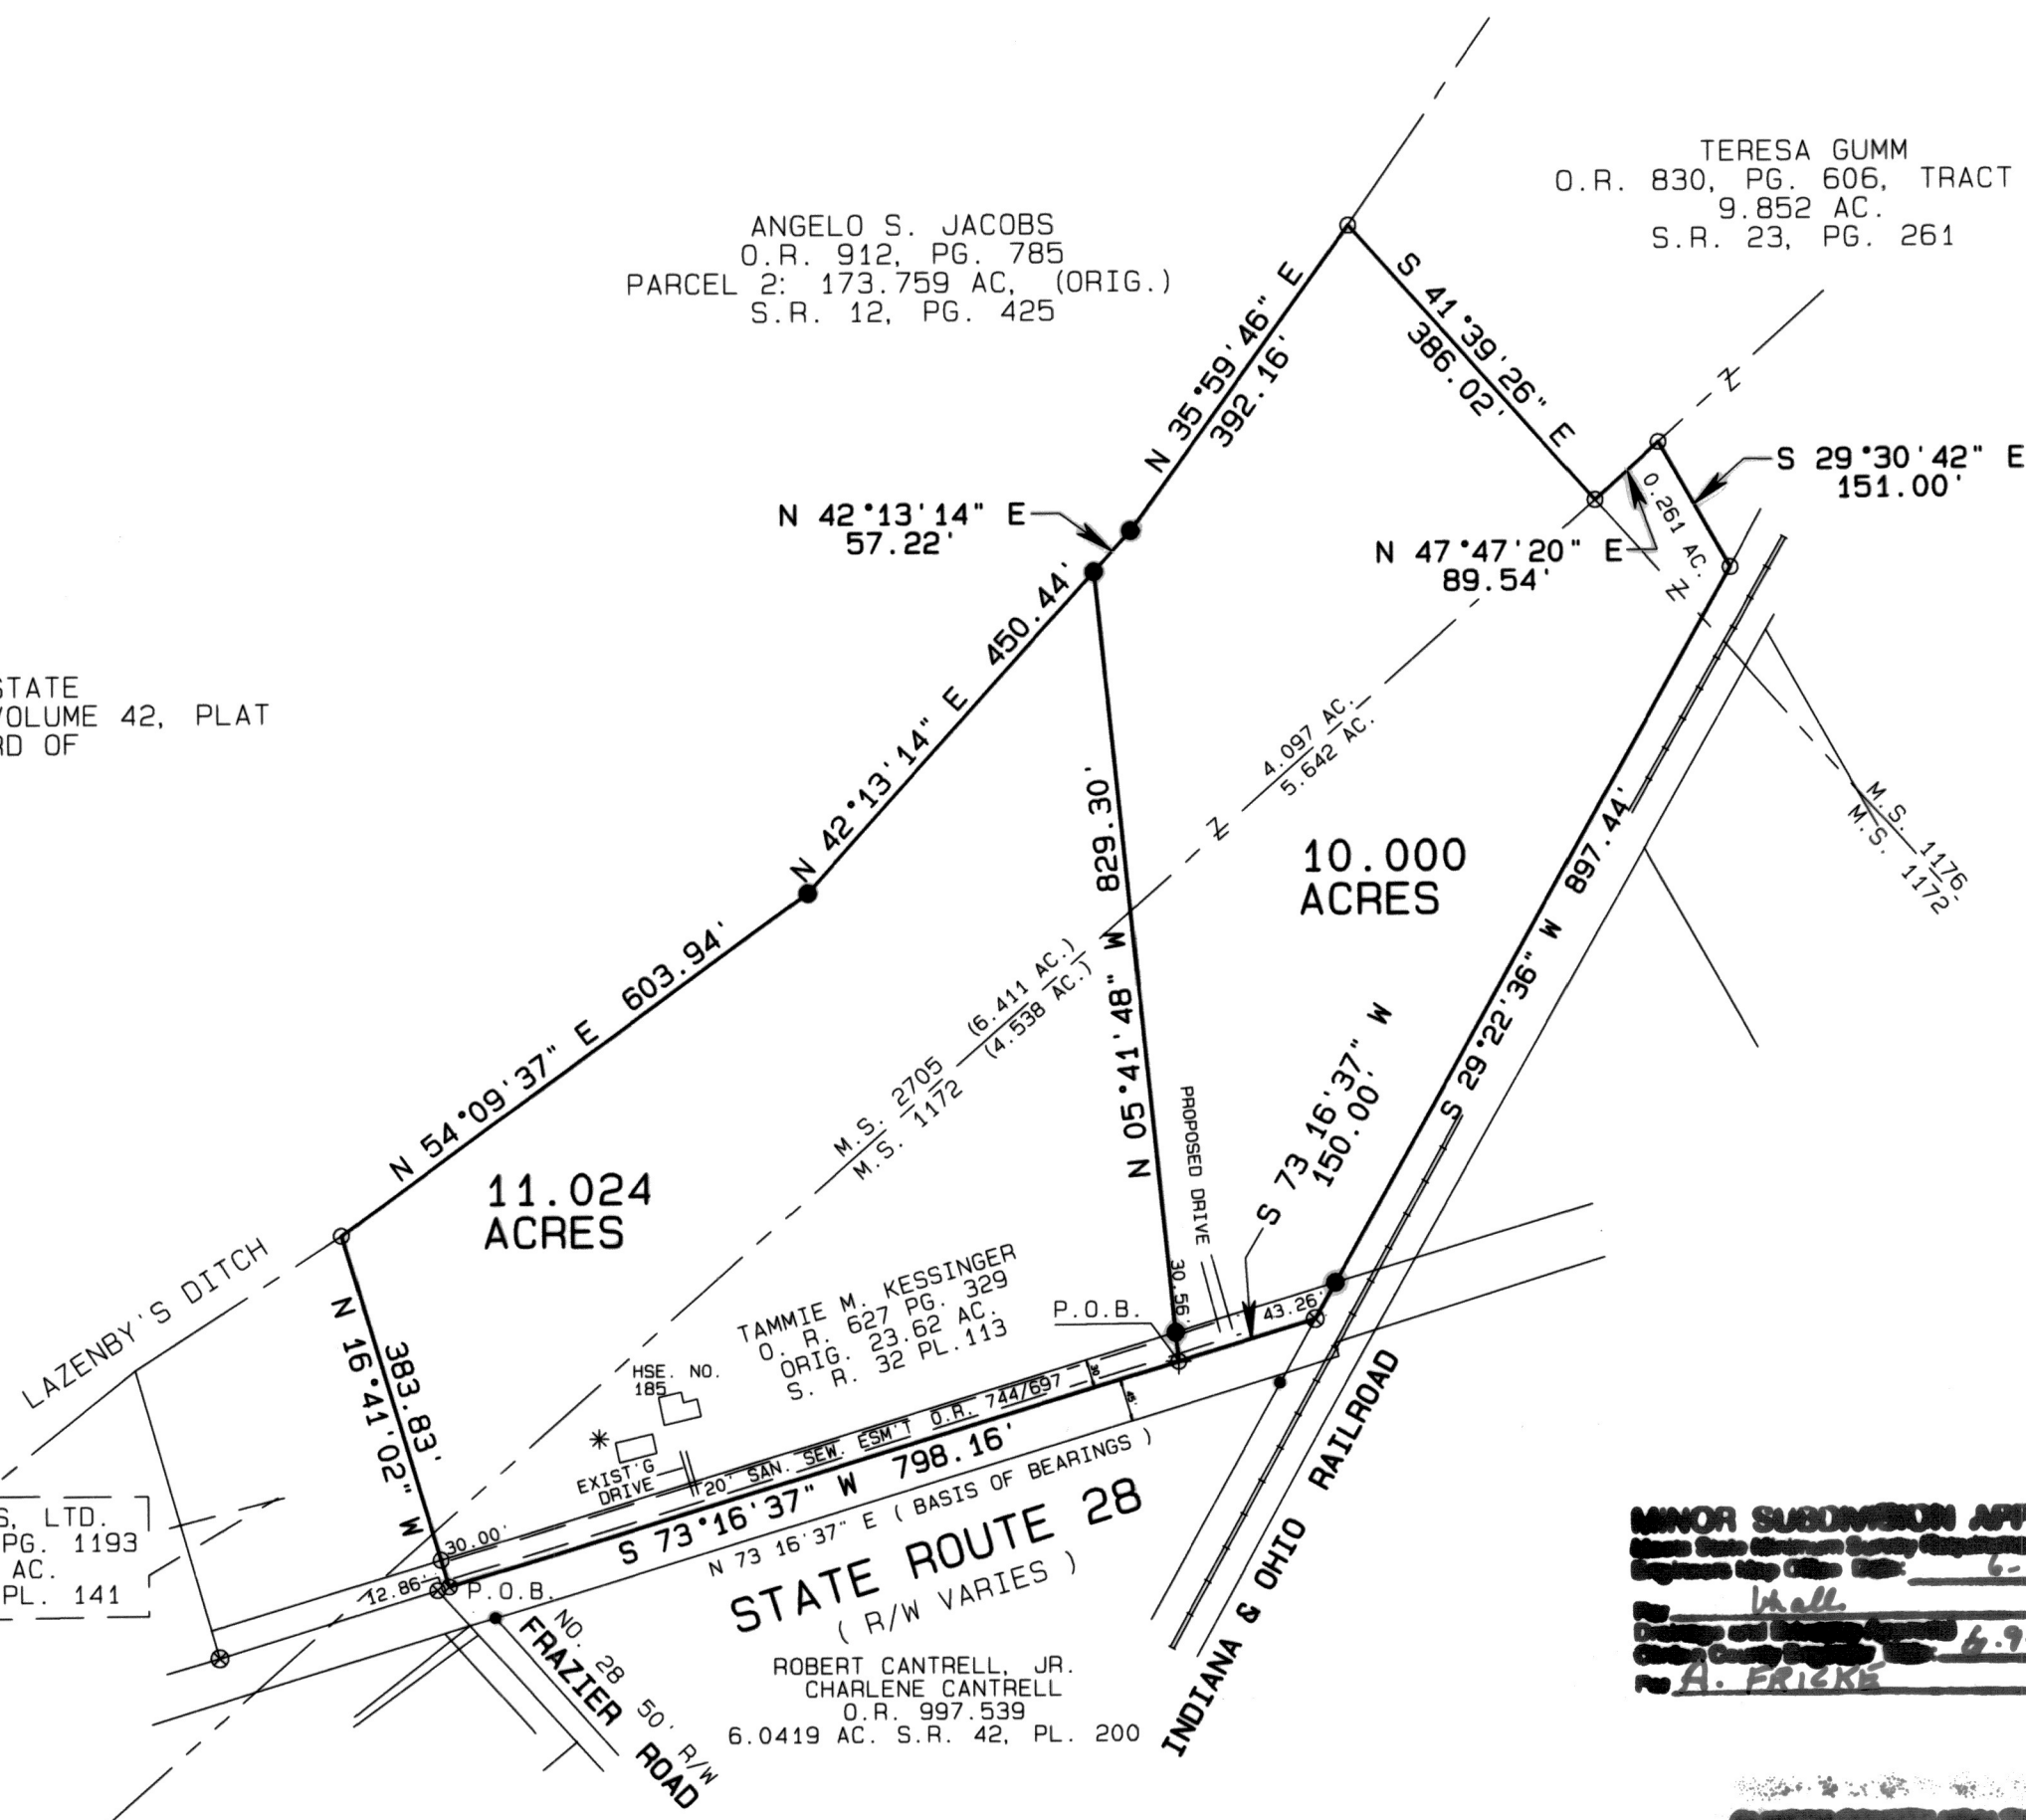 TERESA GUMM
O.R. 830, PG. 606, TRACT
9.852 AC.
S.R. 23, PG. 261
ANGELO S. JACOBS
O.R. 912, PG. 785
PARCEL 2: 173.759 AC, (ORIG.)
S.R. 12, PG. 425
N 35°59'46" E
392.16'
S 41°39'26" E
386.02'
Z
S 29°30'42" E
151.00'
0.261 AC.
N 42°13'14" E
57.22'
N 47°47'20" E
89.54'
Z
STATE
VOLUME 42, PLAT
RD OF
N 42°13'14" E 450.44'
4.097 AC.
5.642 AC.
Z
829.30'
N 05°41'48" W
10.000
ACRES
S 29°22'36" W 897.44'
M.S. 1176
M.S. 1172
N 54°09'37" E 603.94'
(6.411 AC.)
(4.538 AC.)
M.S. 2705
M.S. 1172
S 73 16'37" W
150.00'
PROPOSED DRIVE
11.024
ACRES
LAZENBY'S DITCH
N 16°41'02" W
383.83'
TAMMIE M. KESSINGER
O. R. 627 PG. 329
ORIG. 23.62 AC.
S. R. 32 PL.113
P.O.B.
30.56'
43.26'
HSE. NO.
185
EXIST'G
DRIVE
20' SAN. SEW. ESM'T O.R. 744/697
30'
45'
30.00'
S 73°16'37" W 798.16'
N 73 16'37" E ( BASIS OF BEARINGS )
STATE ROUTE 28
( R/W VARIES )
12.86'
P.O.B.
NO. 28 50' R/W
FRAZIER ROAD
INDIANA & OHIO RAILROAD
S, LTD.
PG. 1193
AC.
PL. 141
ROBERT CANTRELL, JR.
CHARLENE CANTRELL
O.R. 997.539
6.0419 AC. S.R. 42, PL. 200
MINOR SUBDIVISION
A. FRICKE